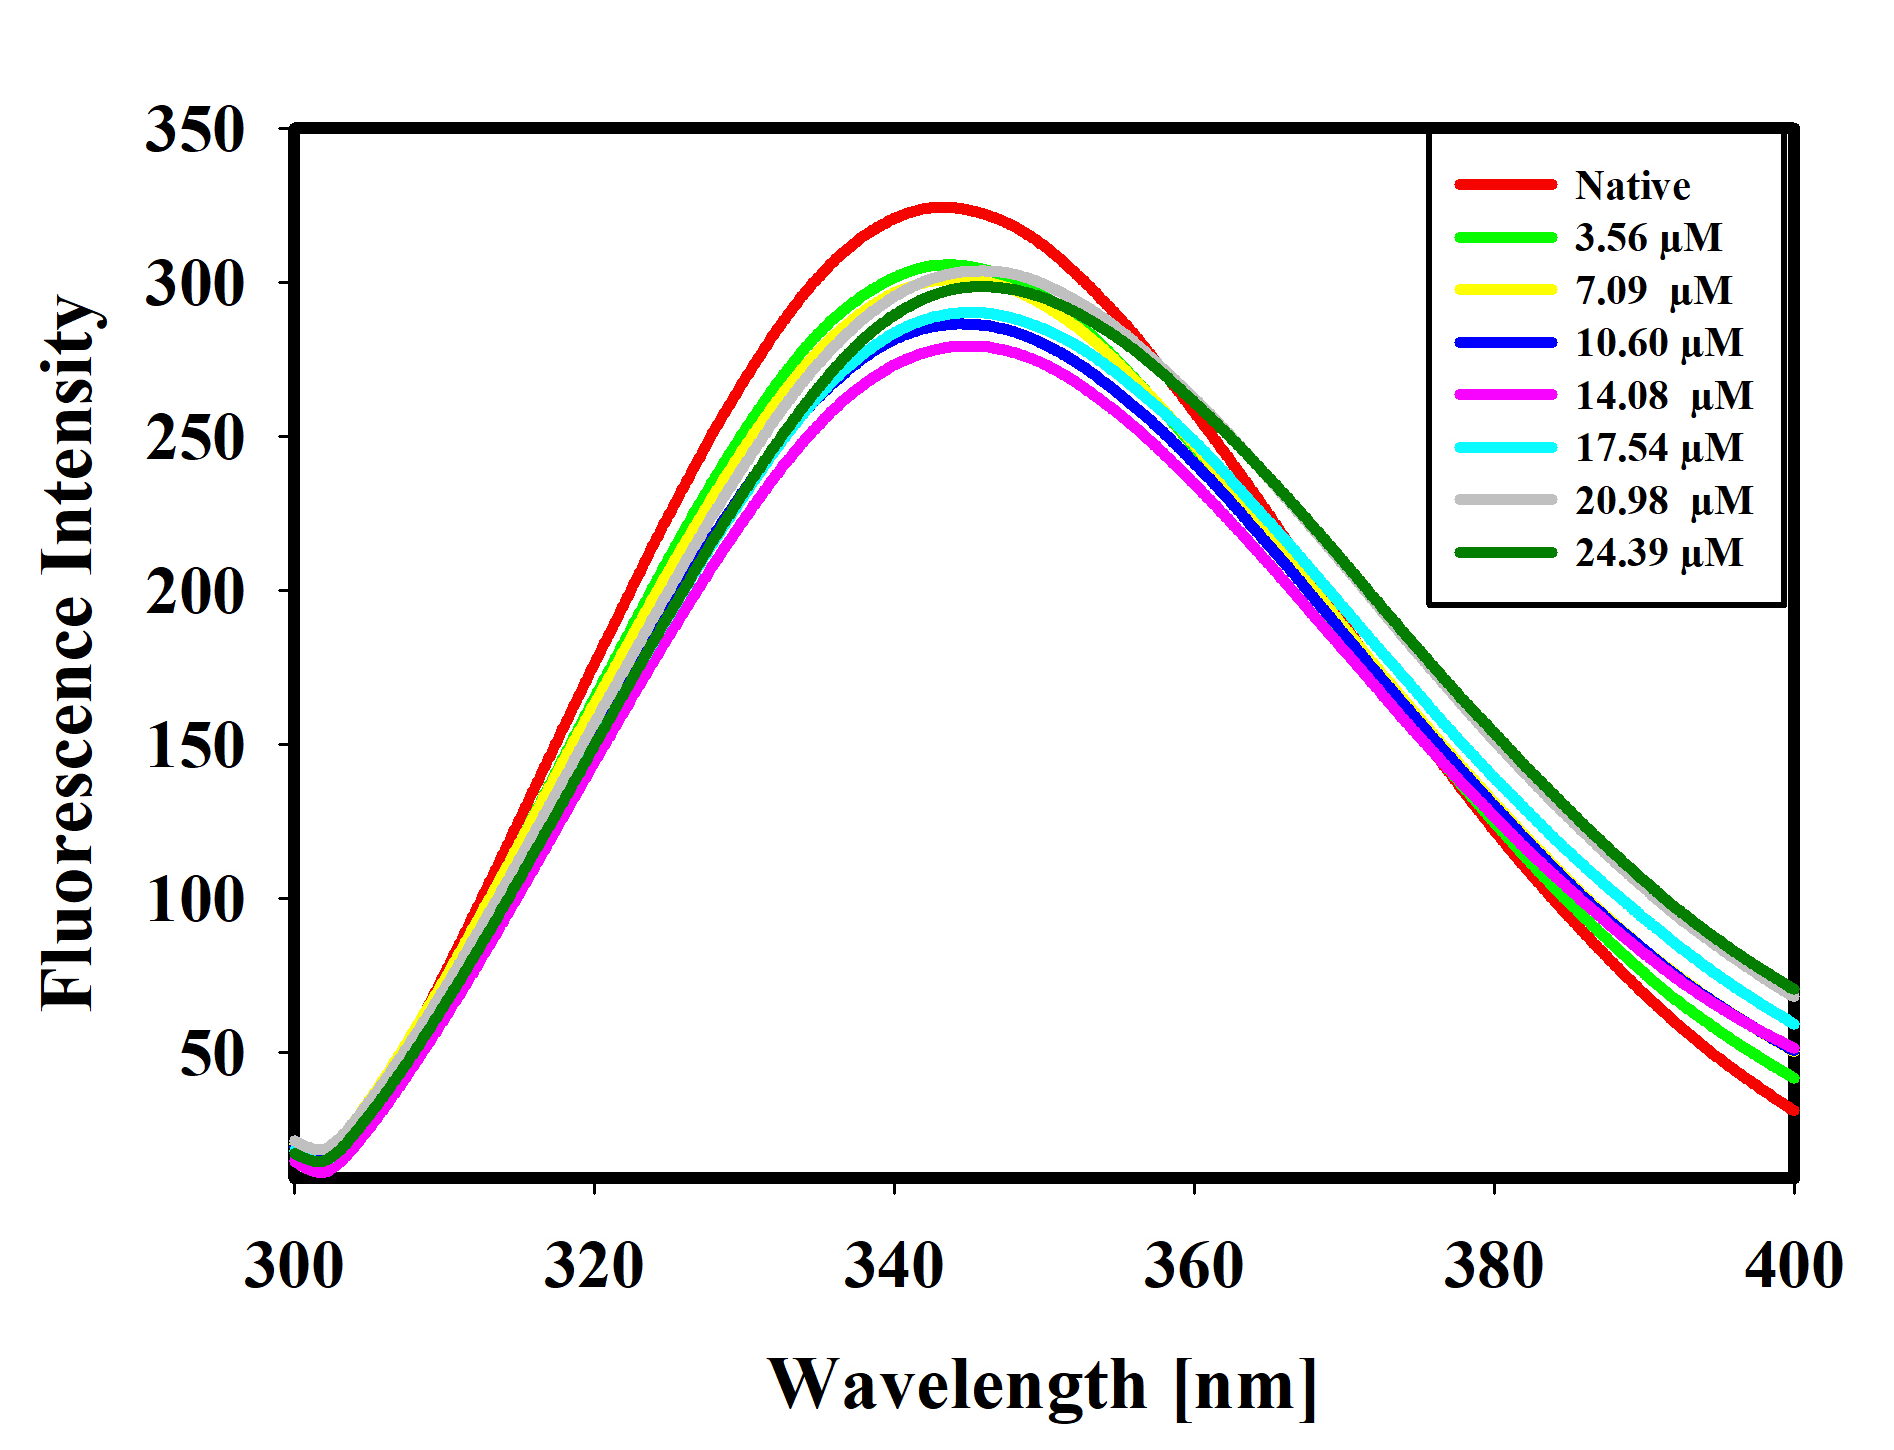 Fluorescence Intensity
350
300
250
200
150
100
50
Native
3.56 μM
7.09  μM
10.60 μM
14.08  μM
17.54 μM
20.98  μM
24.39 μM
300 320 340 360 380 400
Wavelength [nm]